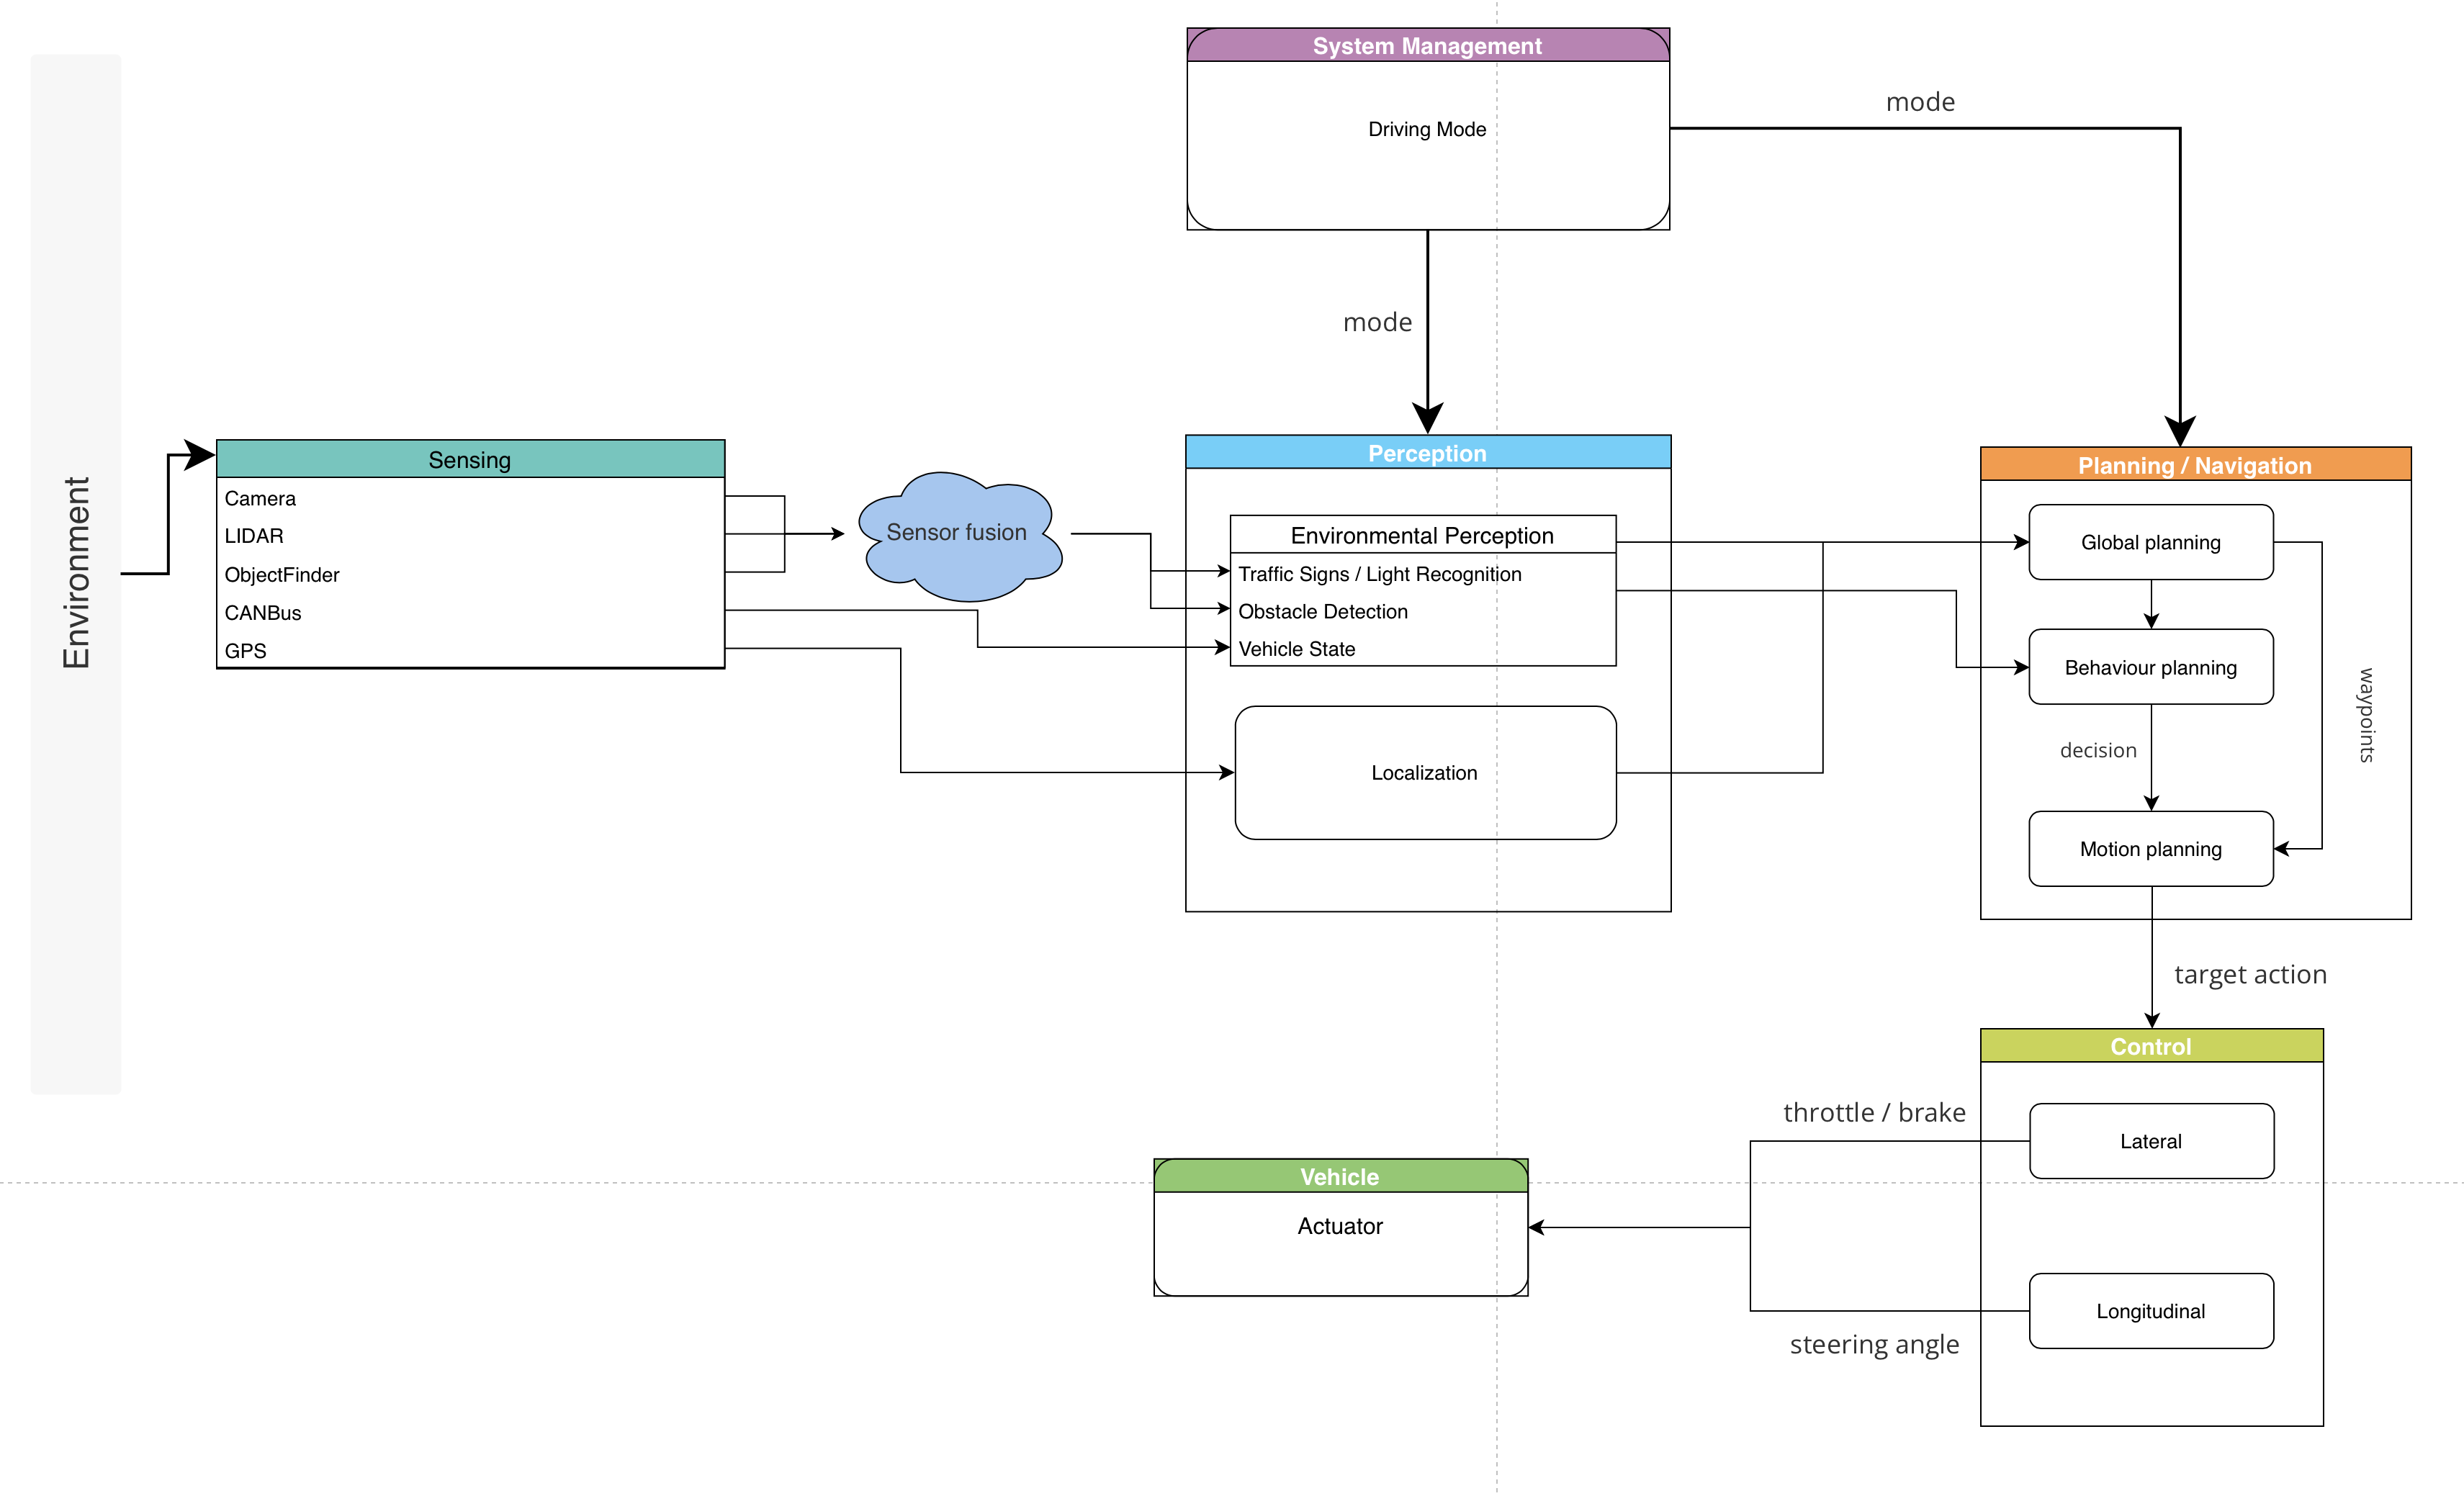 System Management
Driving Mode
mode
mode
Environment
Sensing
Camera
LIDAR
ObjectFinder
CANBus
GPS
Sensor fusion
Perception
Environmental Perception
Traffic Signs / Light Recognition
Obstacle Detection
Vehicle State
Localization
Planning / Navigation
Global planning
Behaviour planning
decision
waypoints
Motion planning
target action
Control
throttle / brake
Lateral
Vehicle
Actuator
Longitudinal
steering angle